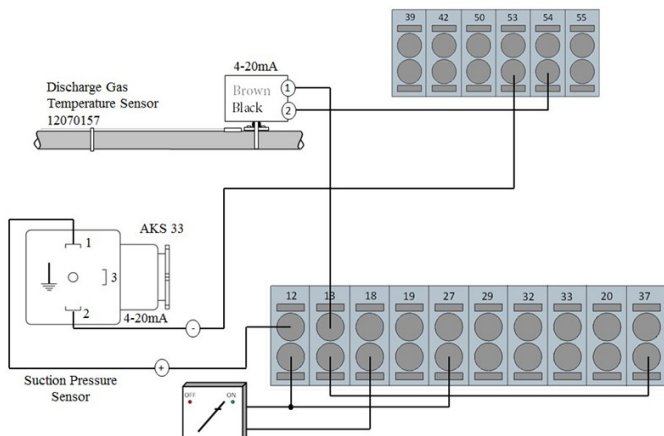 39 42 50 53 54 55
4-20mA
Discharge Gas
Temperature Sensor
12070157
Brown
Black
1
2
AKS 33
1
3
2
4-20mA
-
+
Suction Pressure
Sensor
12 13 18 19 27 29 32 33 20 37
OFF ON